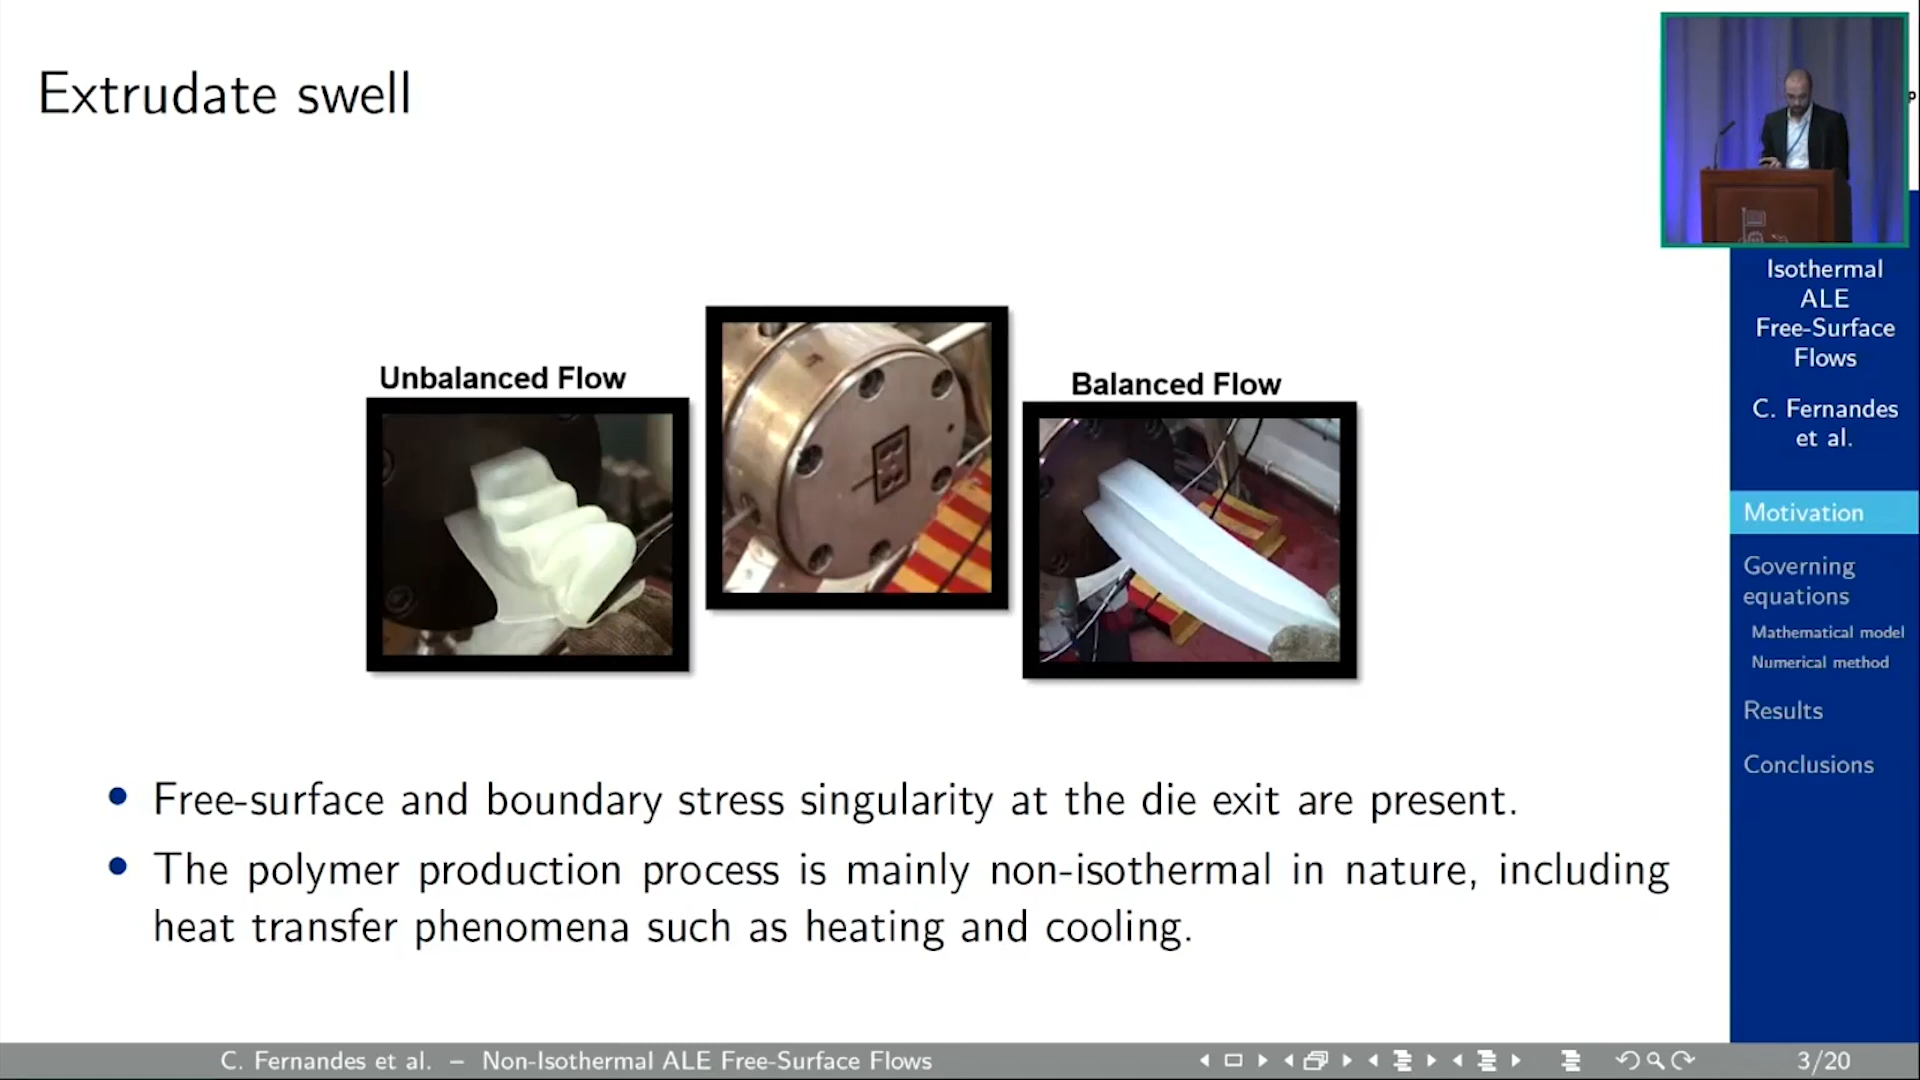 Extrudate swell
Unbalanced Flow
Balanced Flow
• Free-surface and boundary stress singularity at the die exit are present.
• The polymer production process is mainly non-isothermal in nature, including
heat transfer phenomena such as heating and cooling.
p
Isothermal
ALE
Free-Surface
Flows
C. Fernandes
et al.
Motivation
Governing
equations
Mathematical model
Numerical method
Results
Conclusions
C. Fernandes et al. – Non-Isothermal ALE Free-Surface Flows
3/20